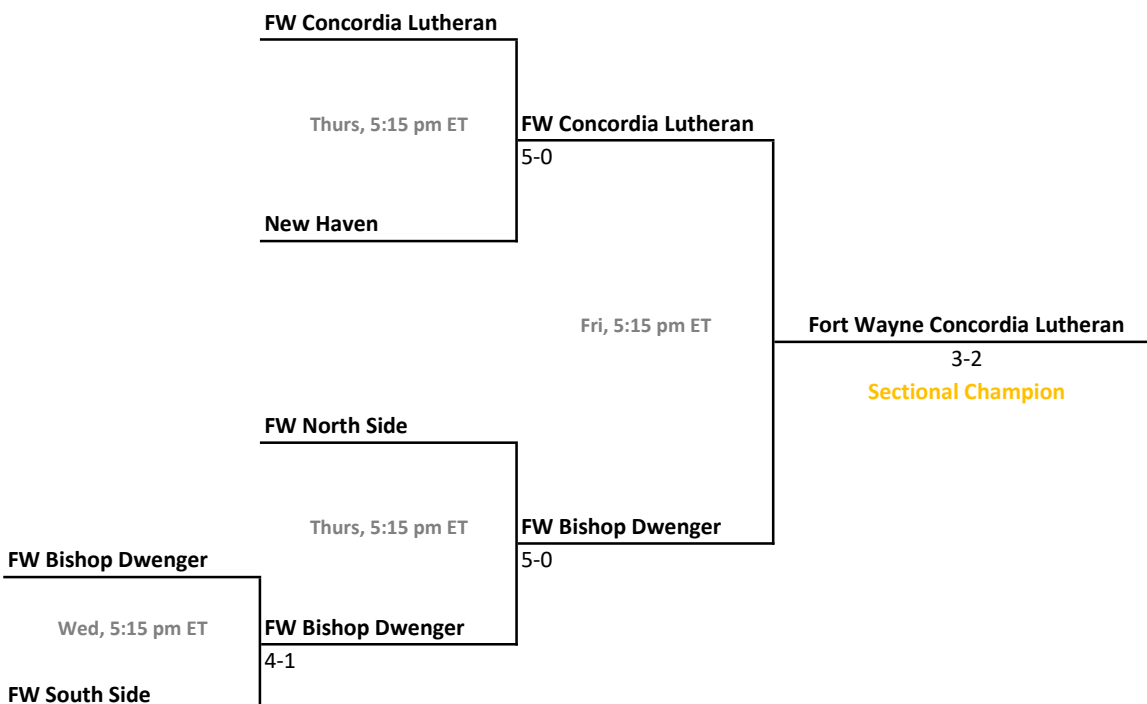 FW Concordia Lutheran
Thurs, 5:15 pm ET
FW Concordia Lutheran
5-0
New Haven
Fri, 5:15 pm ET
Fort Wayne Concordia Lutheran
3-2
Sectional Champion
FW North Side
Thurs, 5:15 pm ET
FW Bishop Dwenger
5-0
FW Bishop Dwenger
Wed, 5:15 pm ET
FW Bishop Dwenger
4-1
FW South Side